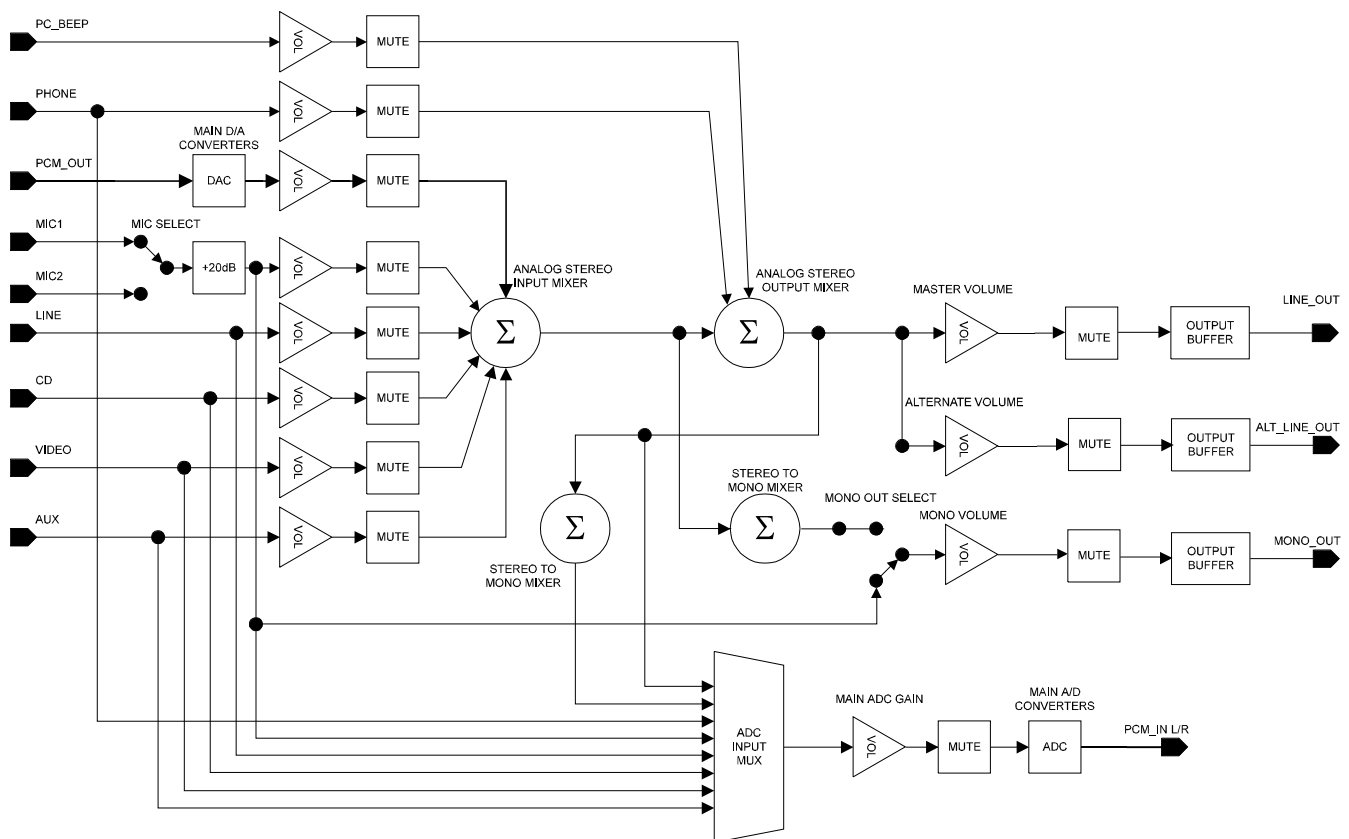 PC_BEEP
VOL
MUTE
PHONE
VOL
MUTE
MAIN D/A
CONVERTERS
PCM_OUT
DAC
VOL
MUTE
MIC1
MIC SELECT
+20dB
VOL
MUTE
MIC2
ANALOG STEREO
INPUT MIXER
Σ
ANALOG STEREO
OUTPUT MIXER
Σ
LINE
VOL
MUTE
MASTER VOLUME
VOL
MUTE
OUTPUT
BUFFER
LINE_OUT
CD
VOL
MUTE
ALTERNATE VOLUME
VOL
MUTE
OUTPUT
BUFFER
ALT_LINE_OUT
VIDEO
VOL
MUTE
STEREO TO
MONO MIXER
Σ
MONO OUT SELECT
AUX
VOL
MUTE
Σ
STEREO TO
MONO MIXER
MONO VOLUME
VOL
MUTE
OUTPUT
BUFFER
MONO_OUT
ADC
INPUT
MUX
MAIN ADC GAIN
VOL
MUTE
MAIN A/D
CONVERTERS
ADC
PCM_IN L/R